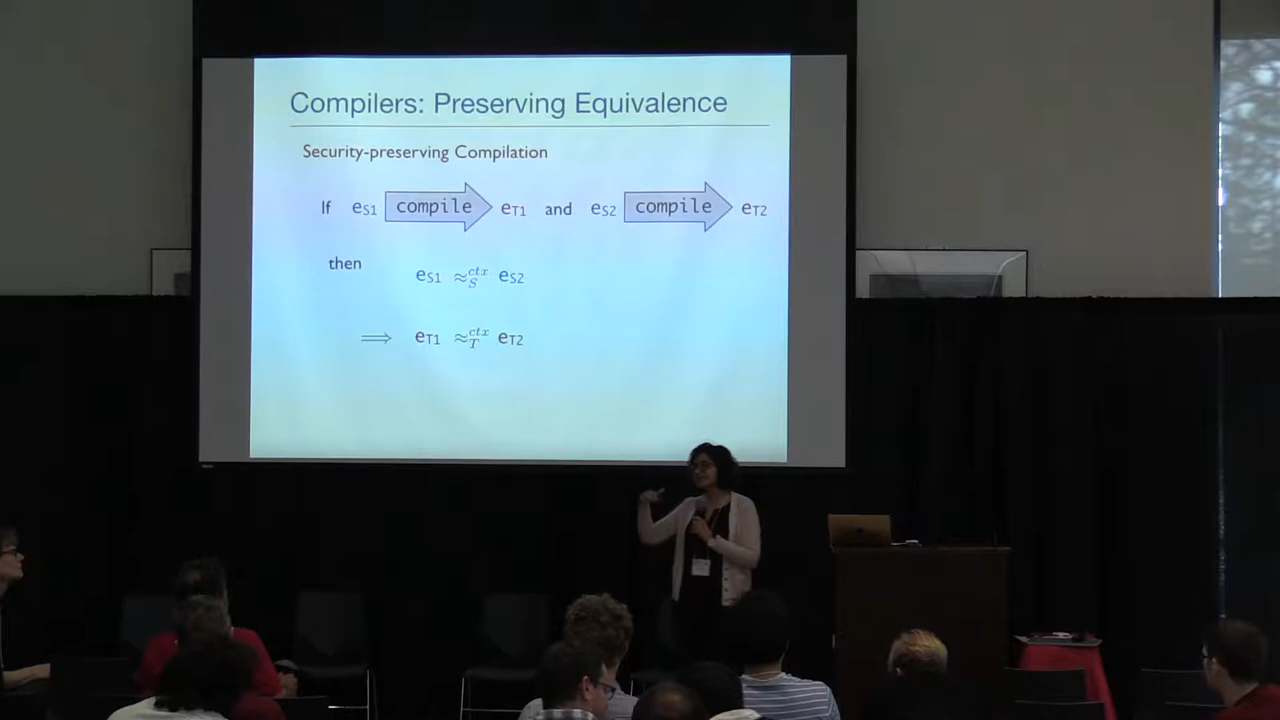 Compilers: Preserving Equivalence
Security-preserving Compilation
If eS1 compile eT1 and eS2 compile eT2
then
eS1 ≈ctxS eS2
⟹ eT1 ≈ctxT eT2